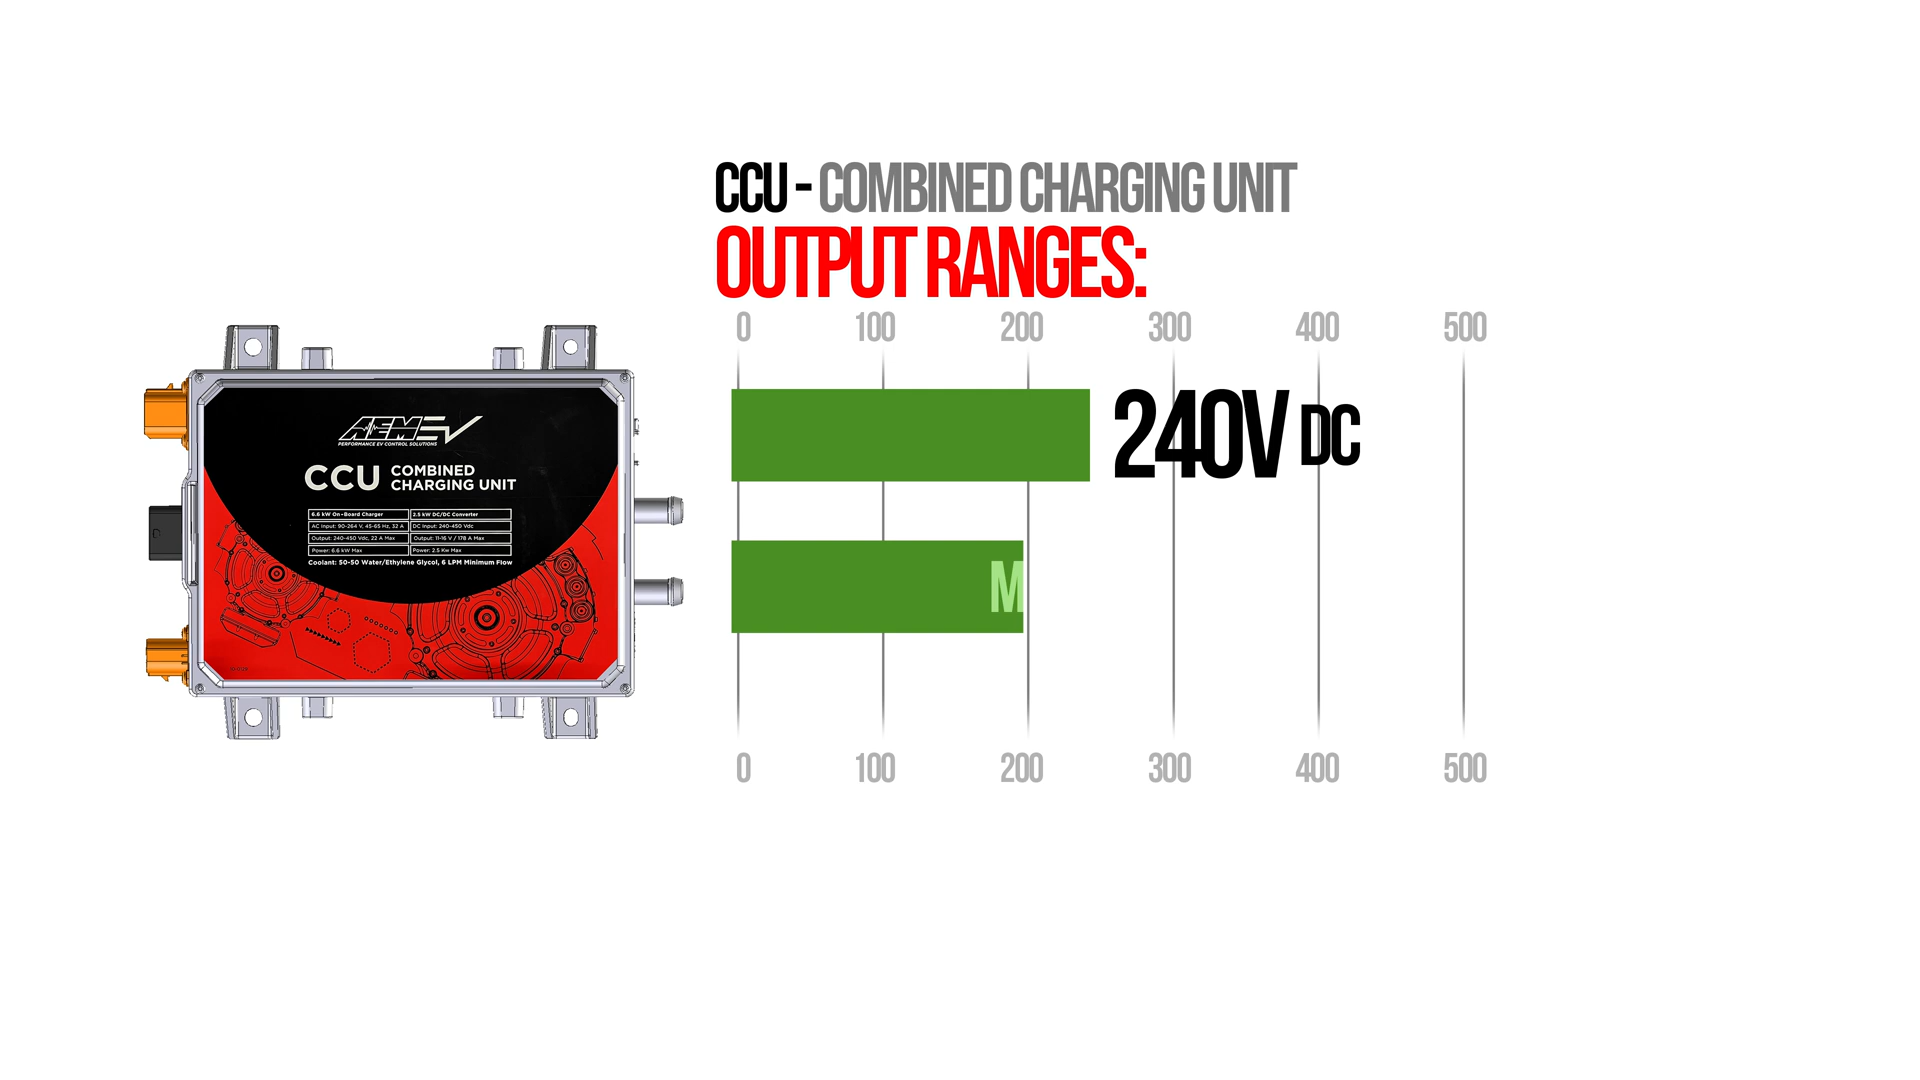 CCU - COMBINED CHARGING UNIT
OUTPUT RANGES:
0 100 200 300 400 500
240V DC
M
0 100 200 300 400 500
AEM EV
PERFORMANCE EV CONTROL SOLUTIONS
CCU COMBINED
CHARGING UNIT
6.6 kW On-Board Charger 2.5 kW DC/DC Converter
AC Input: 90-264 V, 45-65 Hz, 32 A DC Input: 240-450 Vdc
Output: 240-450 Vdc, 22 A Max Output: 11-16 V / 178 A Max
Power: 6.6 kW Max Power: 2.5 Kw Max
Coolant: 50-50 Water/Ethylene Glycol, 6 LPM Minimum Flow